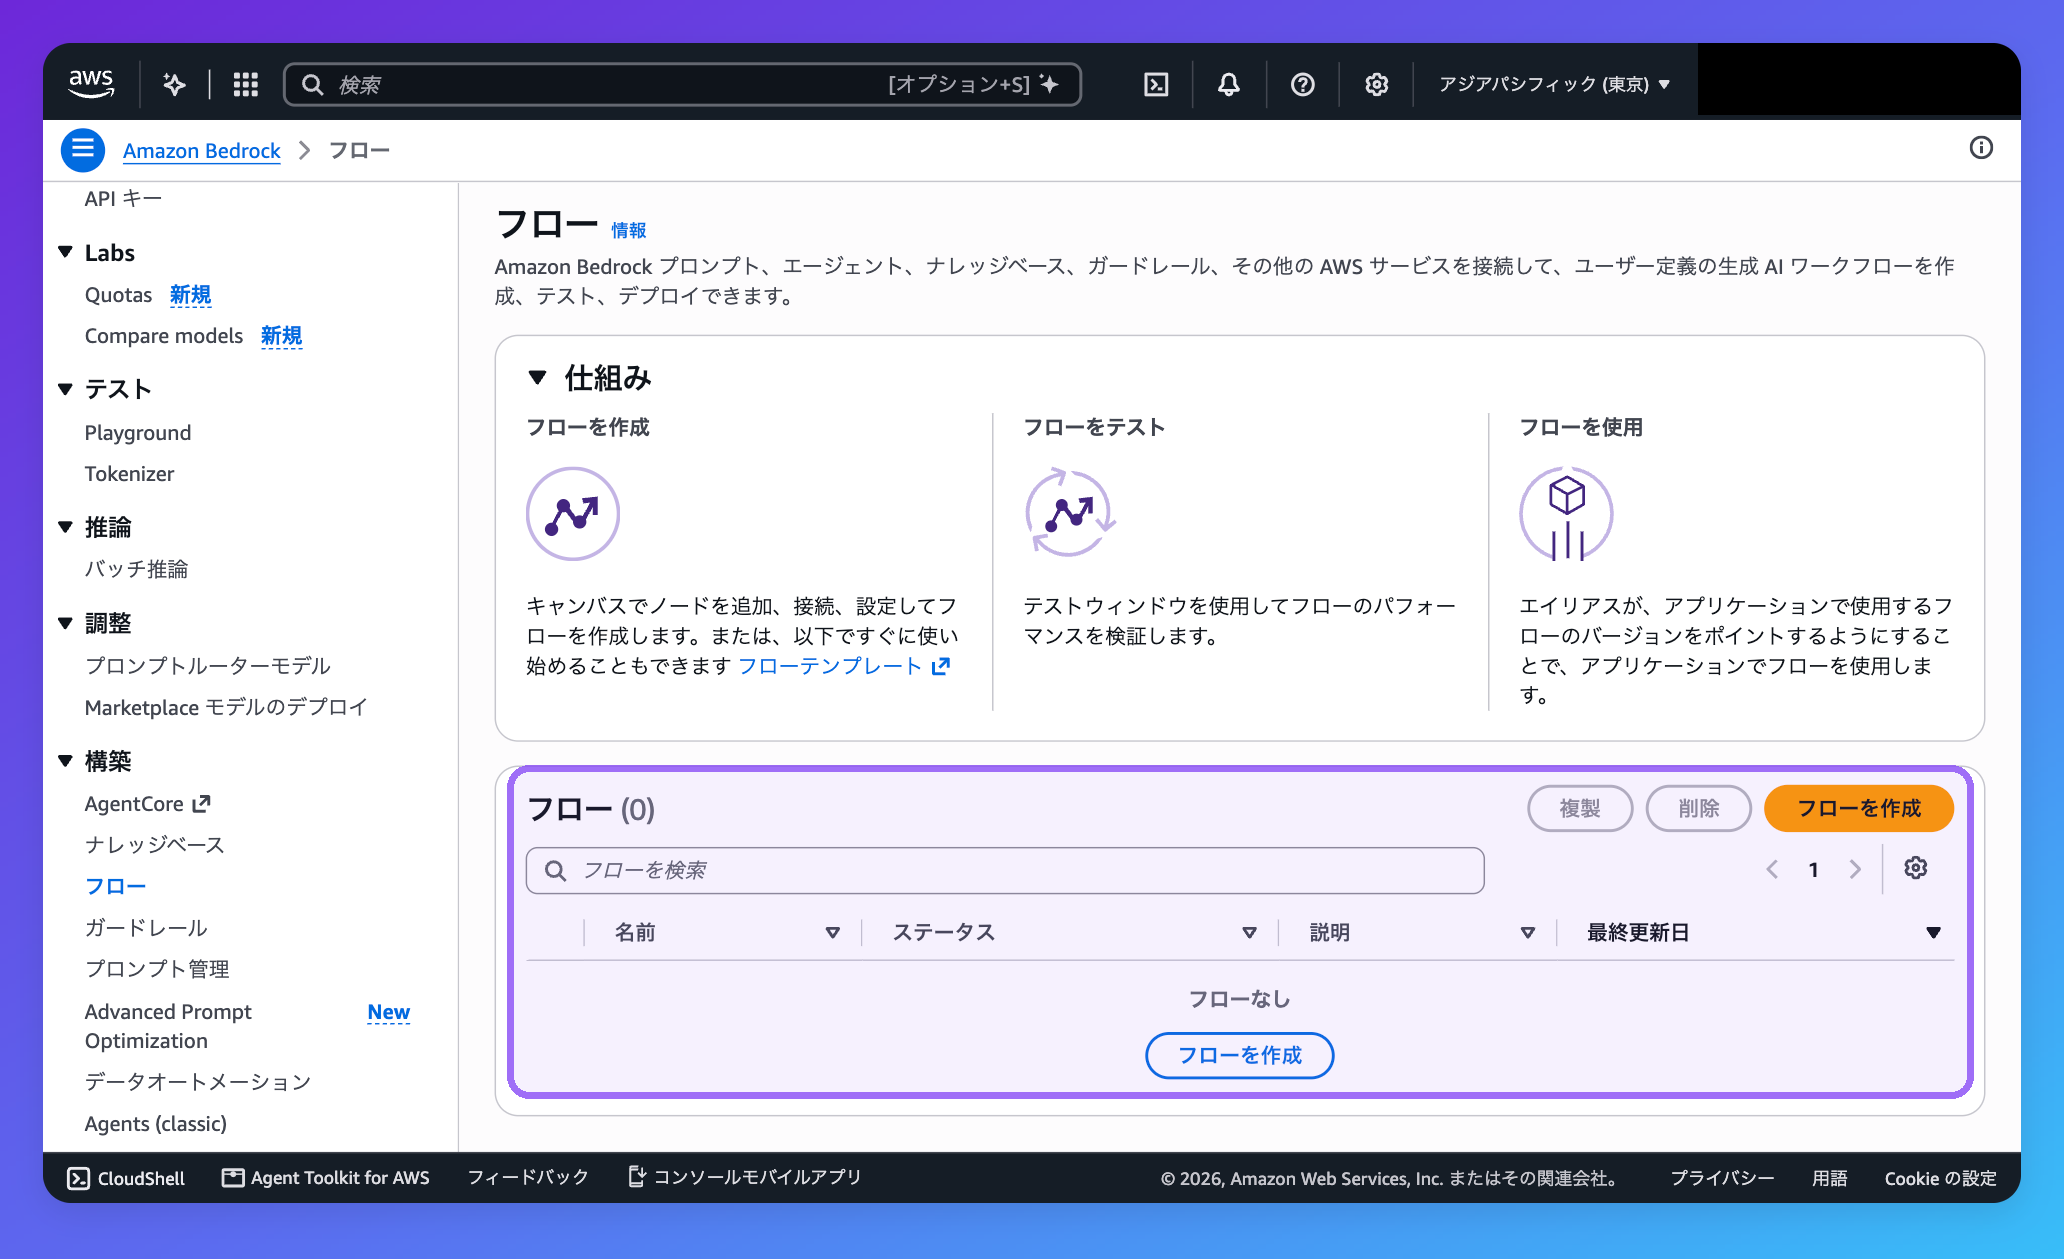 aws
検索
[オプション+S]
アジアパシフィック (東京)
Amazon Bedrock
フロー
API キー
Labs
Quotas 新規
Compare models 新規
テスト
Playground
Tokenizer
推論
バッチ推論
調整
プロンプトルーターモデル
Marketplace モデルのデプロイ
構築
AgentCore
ナレッジベース
フロー
ガードレール
プロンプト管理
Advanced Prompt New
Optimization
データオートメーション
Agents (classic)
フロー 情報
Amazon Bedrock プロンプト、エージェント、ナレッジベース、ガードレール、その他の AWS サービスを接続して、ユーザー定義の生成 AI ワークフローを作
成、テスト、デプロイできます。
仕組み
フローを作成
キャンバスでノードを追加、接続、設定してフ
ローを作成します。または、以下ですぐに使い
始めることもできます フローテンプレート
フローをテスト
テストウィンドウを使用してフローのパフォー
マンスを検証します。
フローを使用
エイリアスが、アプリケーションで使用するフ
ローのバージョンをポイントするようにするこ
とで、アプリケーションでフローを使用しま
す。
フロー (0)
複製
削除
フローを作成
フローを検索
1
名前
ステータス
説明
最終更新日
フローなし
フローを作成
CloudShell
Agent Toolkit for AWS
フィードバック
コンソールモバイルアプリ
© 2026, Amazon Web Services, Inc. またはその関連会社。
プライバシー
用語
Cookie の設定